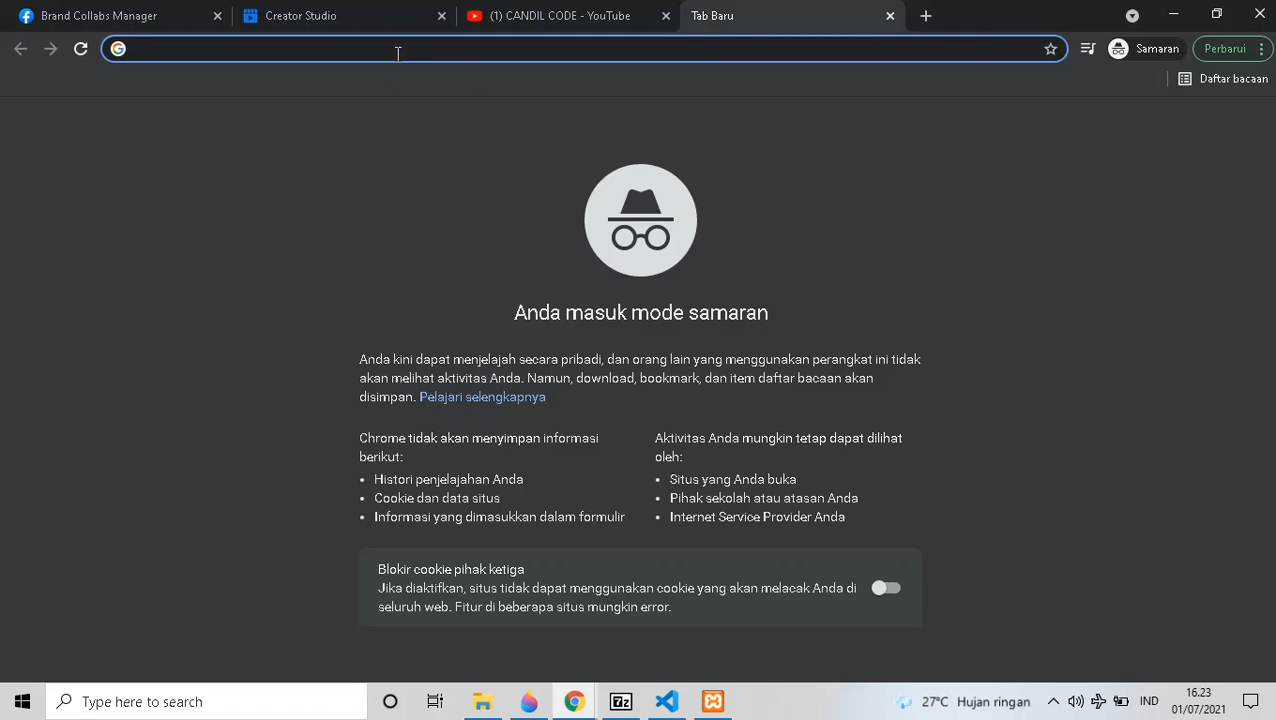 Brand Collabs Manager
Creator Studio
(1) CANDIL CODE - YouTube
Tab Baru
Samaran
Perbarui
Daftar bacaan
Anda masuk mode samaran
Anda kini dapat menjelajah secara pribadi, dan orang lain yang menggunakan perangkat ini tidak
akan melihat aktivitas Anda. Namun, download, bookmark, dan item daftar bacaan akan
disimpan. Pelajari selengkapnya
Chrome tidak akan menyimpan informasi
berikut:
• Histori penjelajahan Anda
• Cookie dan data situs
• Informasi yang dimasukkan dalam formulir
Aktivitas Anda mungkin tetap dapat dilihat
oleh:
• Situs yang Anda buka
• Pihak sekolah atau atasan Anda
• Internet Service Provider Anda
Blokir cookie pihak ketiga
Jika diaktifkan, situs tidak dapat menggunakan cookie yang akan melacak Anda di
seluruh web. Fitur di beberapa situs mungkin error.
Type here to search
7z
27°C Hujan ringan
IND
16.23
01/07/2021